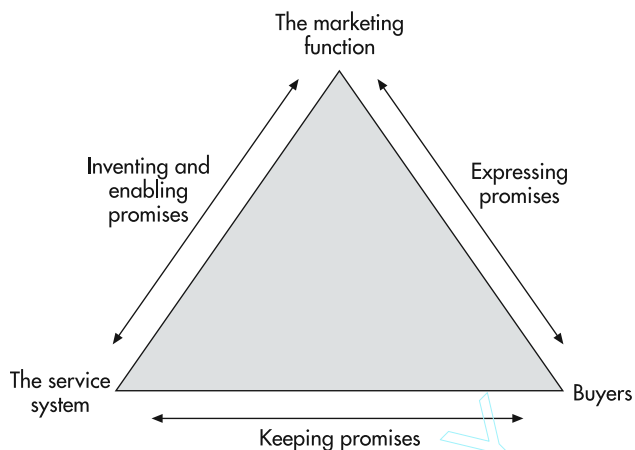 The marketing
function
Inventing and
enabling
promises
Expressing
promises
The service
system
Buyers
Keeping promises